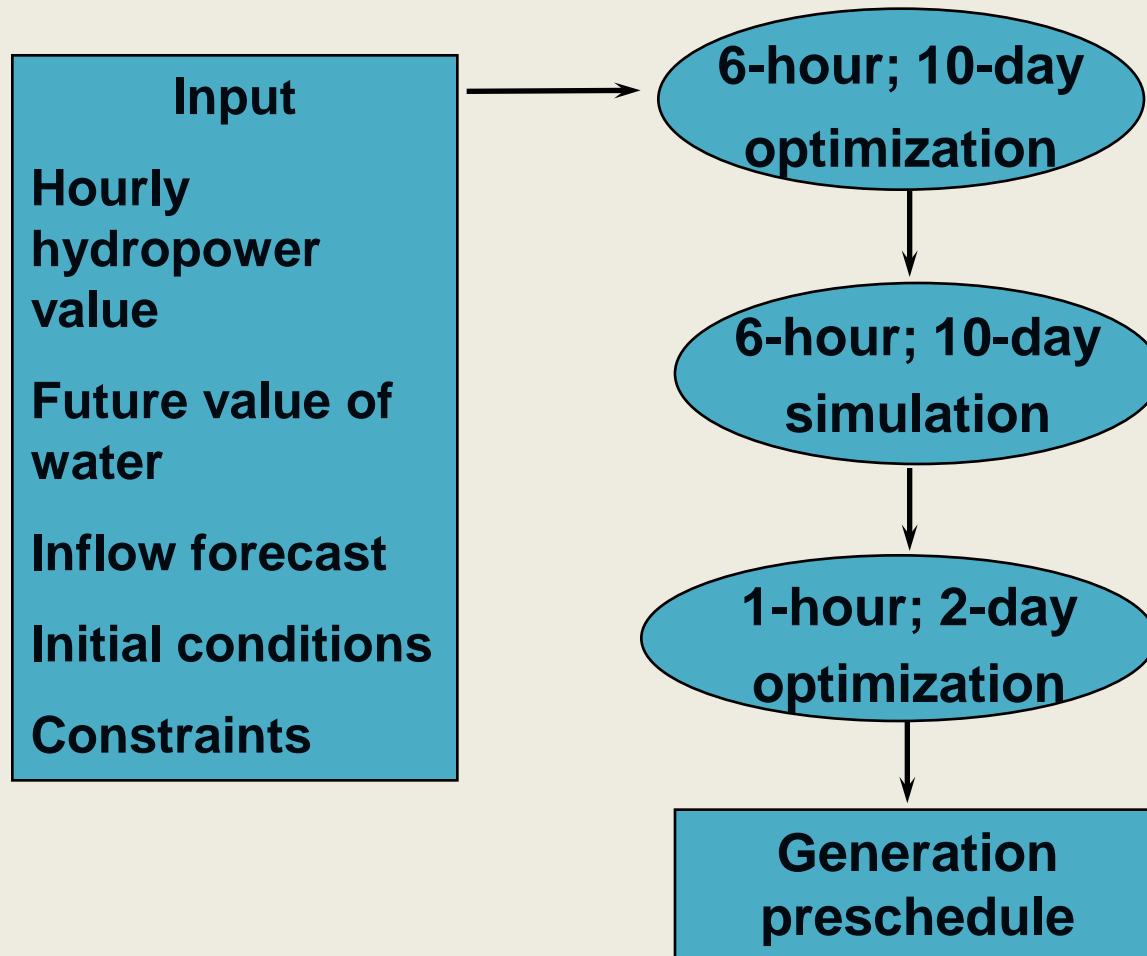 Input
Hourly
hydropower
value
Future value of
water
Inflow forecast
Initial conditions
Constraints
6-hour; 10-day
optimization
6-hour; 10-day
simulation
1-hour; 2-day
optimization
Generation
preschedule